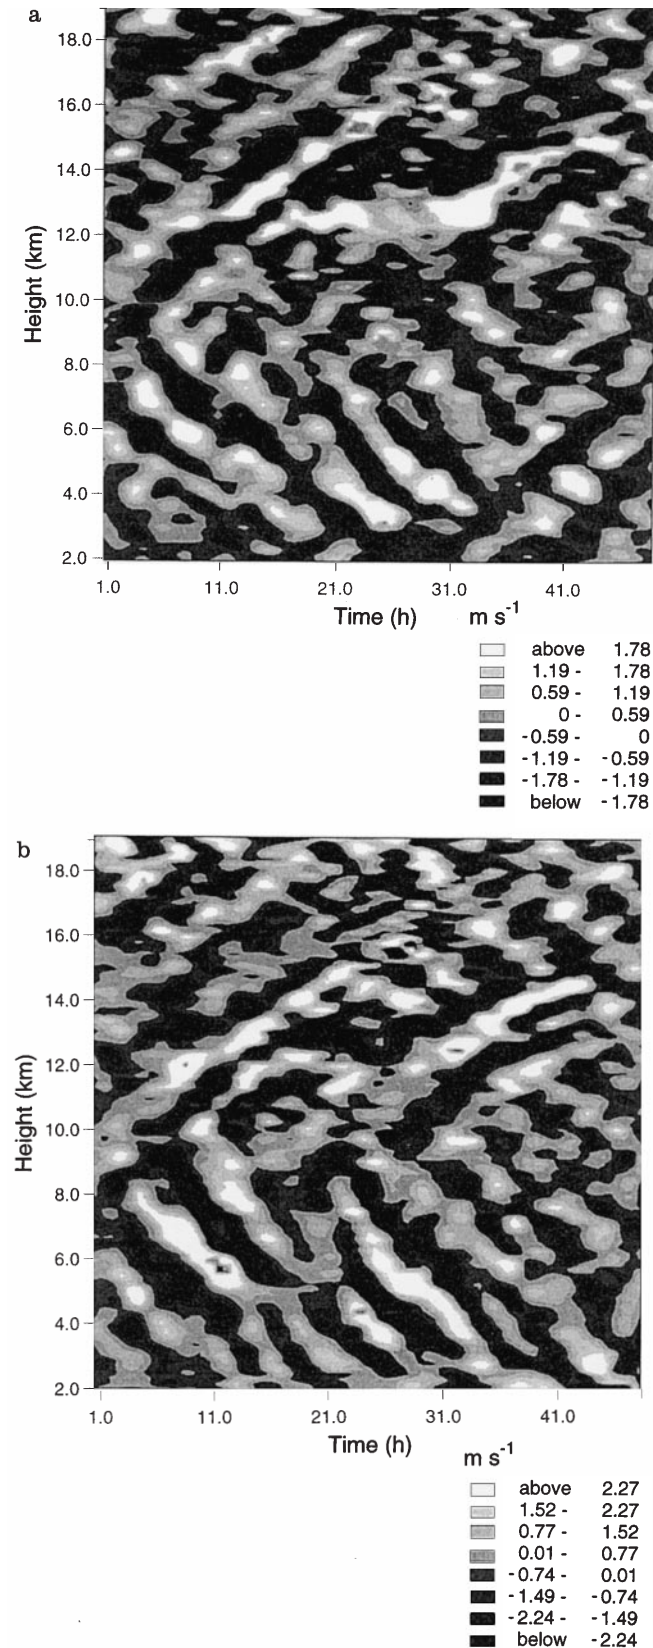 a
18.0
16.0
14.0
12.0
10.0
8.0
6.0
4.0
2.0
Height (km)
1.0 11.0 21.0 31.0 41.0
Time (h) m s-1
above 1.78
1.19 - 1.78
0.59 - 1.19
0 - 0.59
-0.59 - 0
-1.19 - -0.59
-1.78 - -1.19
below -1.78
b
18.0
16.0
14.0
12.0
10.0
8.0
6.0
4.0
2.0
Height (km)
1.0 11.0 21.0 31.0 41.0
Time (h)
m s-1
above 2.27
1.52 - 2.27
0.77 - 1.52
0.01 - 0.77
-0.74 - 0.01
-1.49 - -0.74
-2.24 - -1.49
below -2.24